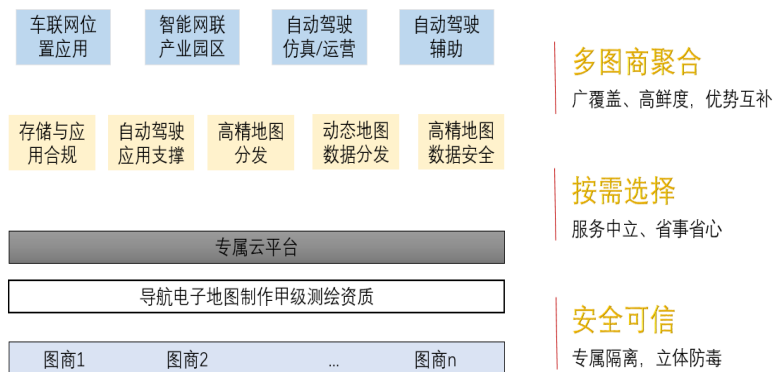 车联网位
置应用
智能网联
产业园区
自动驾驶
仿真/运营
自动驾驶
辅助
存储与应
用合规
自动驾驶
应用支撑
高精地图
分发
动态地图
数据分发
高精地图
数据安全
专属云平台
导航电子地图制作甲级测绘资质
图商1
图商2
...
图商n
多图商聚合
广覆盖、高鲜度，优势互补
按需选择
服务中立、省事省心
安全可信
专属隔离，立体防毒